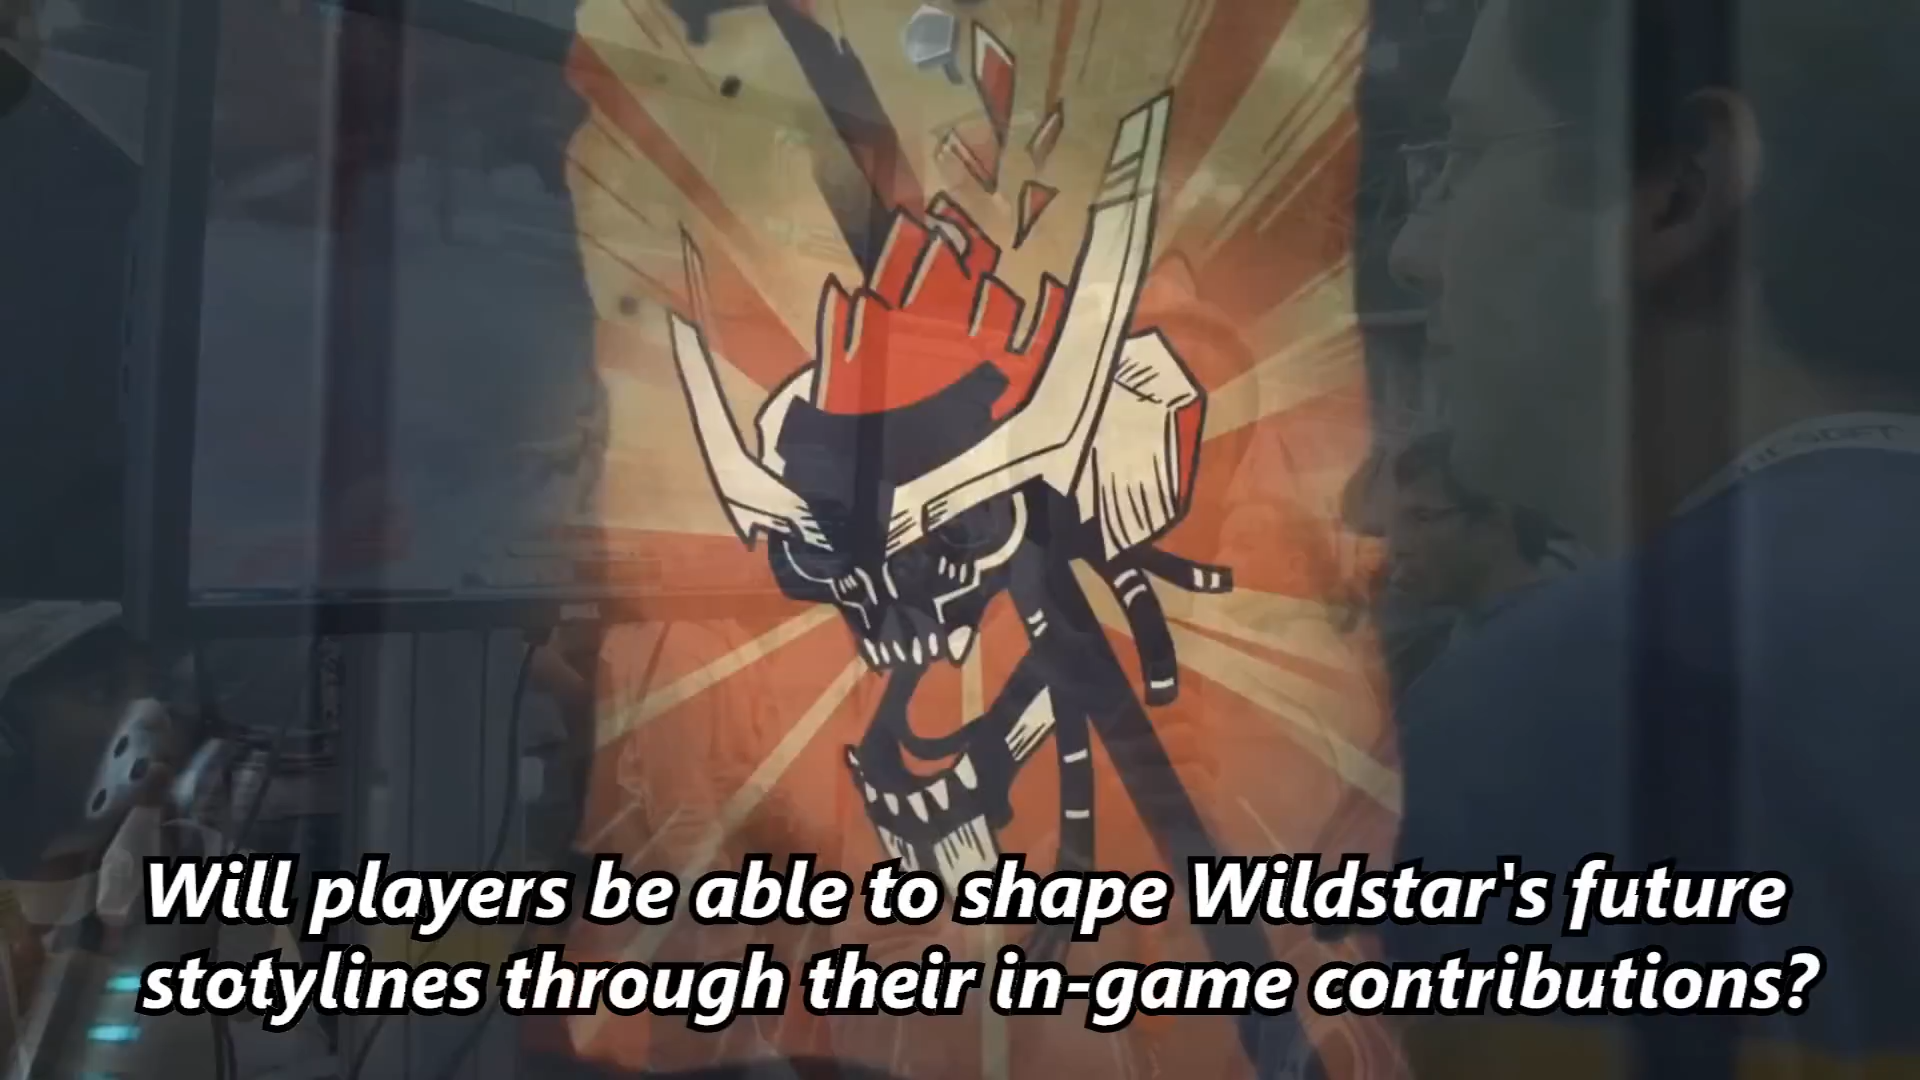 Will players be able to shape Wildstar's future
stotylines through their in-game contributions?